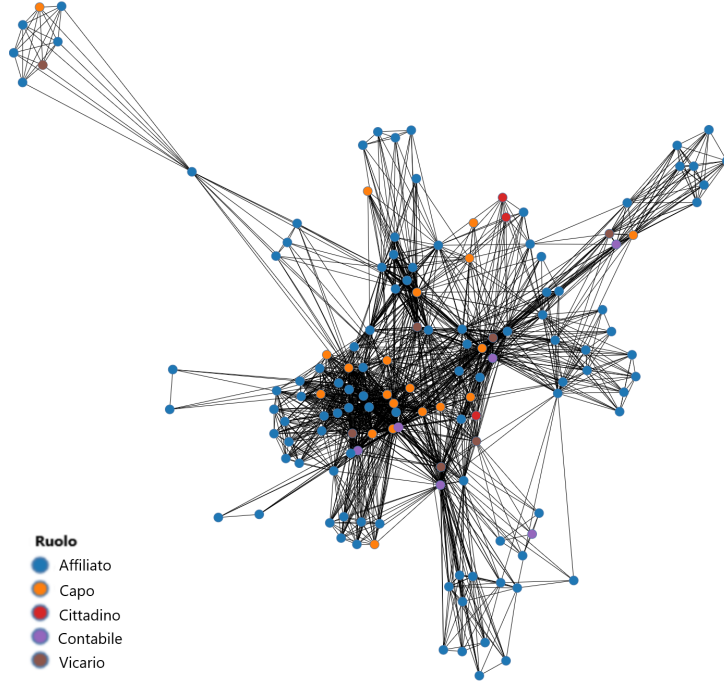 Ruolo
Affiliato
Capo
Cittadino
Contabile
Vicario